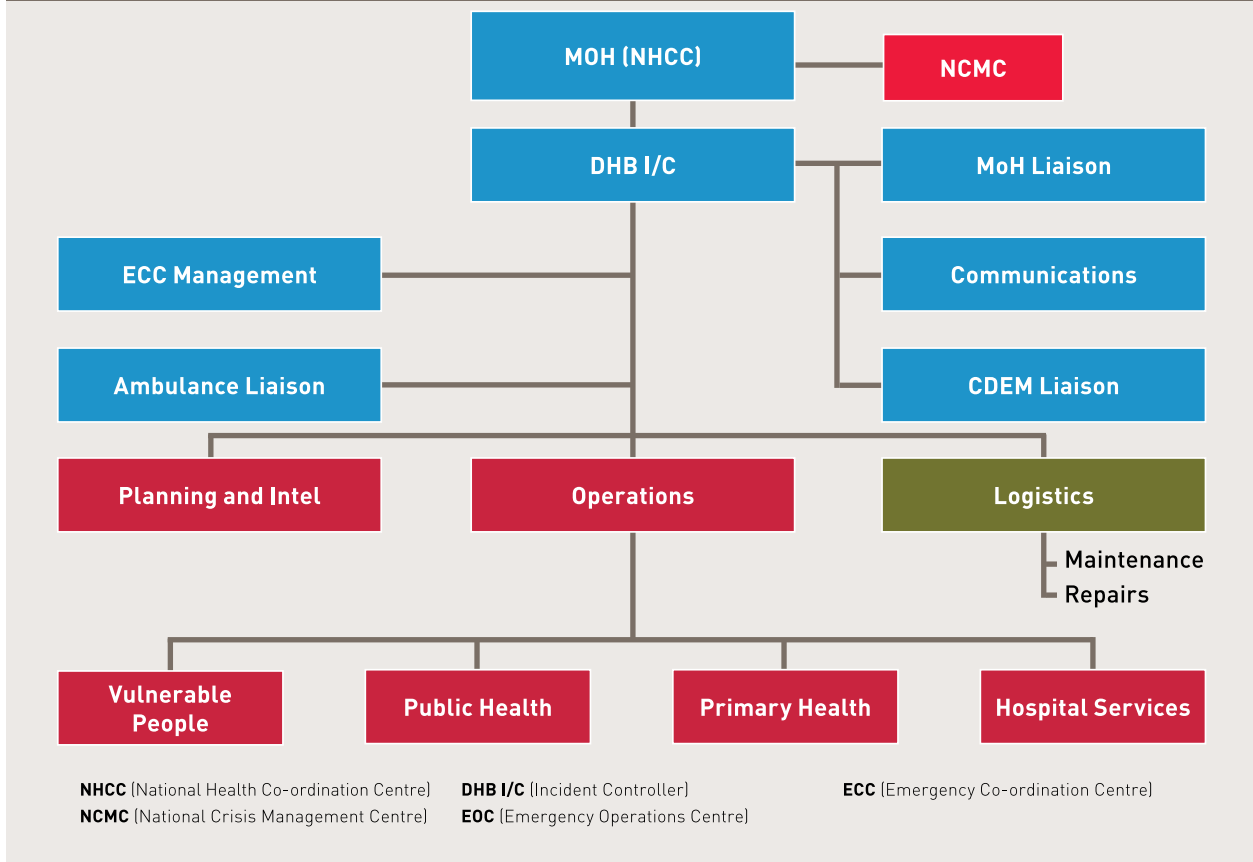 MOH (NHCC)
NCMC
DHB I/C
MoH Liaison
ECC Management
Communications
Ambulance Liaison
CDEM Liaison
Planning and Intel
Operations
Logistics
Maintenance
Repairs
Vulnerable
People
Public Health
Primary Health
Hospital Services
NHCC (National Health Co-ordination Centre)
DHB I/C (Incident Controller)
ECC (Emergency Co-ordination Centre)
NCMC (National Crisis Management Centre)
EOC (Emergency Operations Centre)